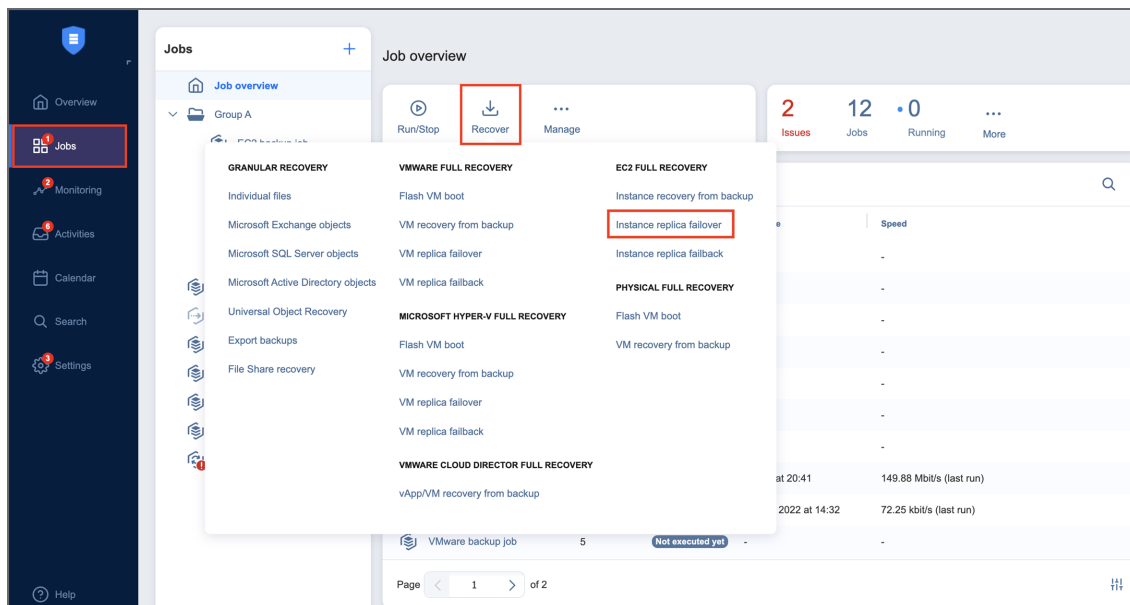 Overview
1
Jobs
2
Monitoring
6
Activities
Calendar
Search
3
Settings
Help
Jobs
Job overview
Group A
EC2 backup job
Job overview
Run/Stop
Recover
Manage
2
Issues
12
Jobs
0
Running
More
GRANULAR RECOVERY
Individual files
Microsoft Exchange objects
Microsoft SQL Server objects
Microsoft Active Directory objects
Universal Object Recovery
Export backups
File Share recovery
VMWARE FULL RECOVERY
Flash VM boot
VM recovery from backup
VM replica failover
VM replica failback
MICROSOFT HYPER-V FULL RECOVERY
Flash VM boot
VM recovery from backup
VM replica failover
VM replica failback
VMWARE CLOUD DIRECTOR FULL RECOVERY
vApp/VM recovery from backup
EC2 FULL RECOVERY
Instance recovery from backup
Instance replica failover
Instance replica failback
PHYSICAL FULL RECOVERY
Flash VM boot
VM recovery from backup
e Speed
-
-
-
-
-
-
-
at 20:41 149.88 Mbit/s (last run)
2022 at 14:32 72.25 kbit/s (last run)
VMware backup job 5 Not executed yet - -
Page 1 of 2